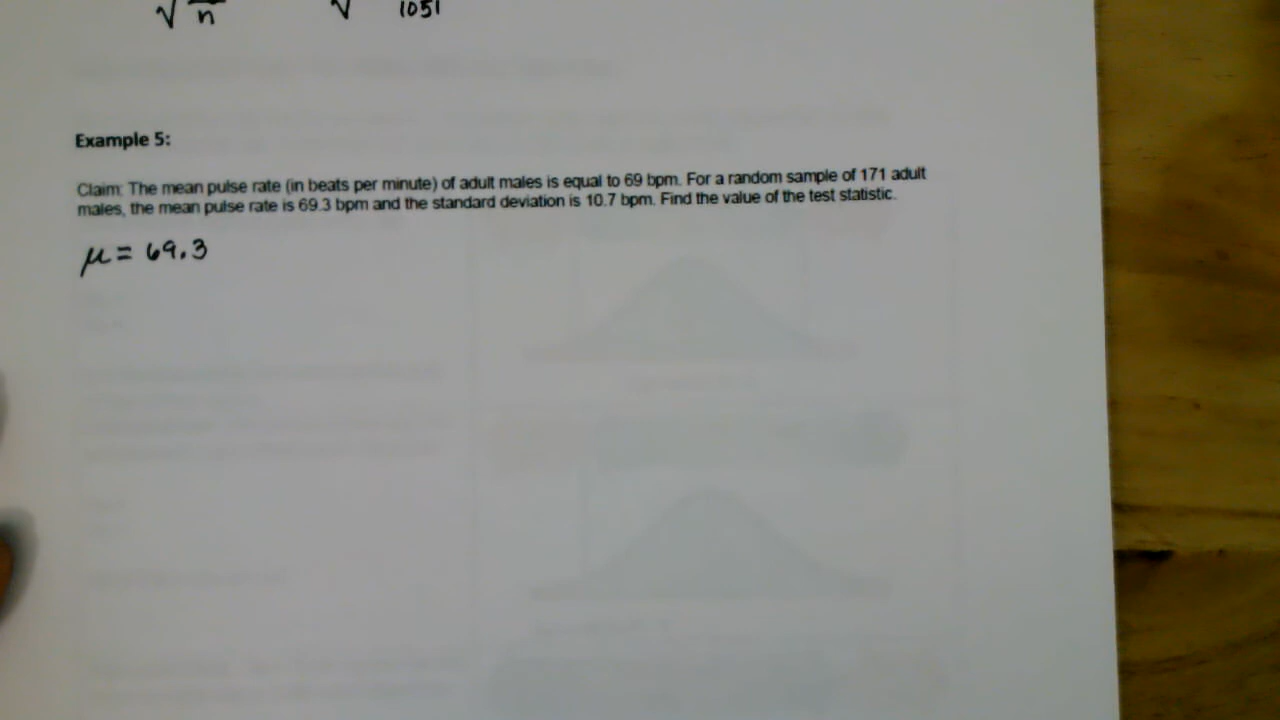 √ n √ 1051
Example 5:
Claim: The mean pulse rate (in beats per minute) of adult males is equal to 69 bpm. For a random sample of 171 adult
males, the mean pulse rate is 69.3 bpm and the standard deviation is 10.7 bpm. Find the value of the test statistic.
μ = 69.3